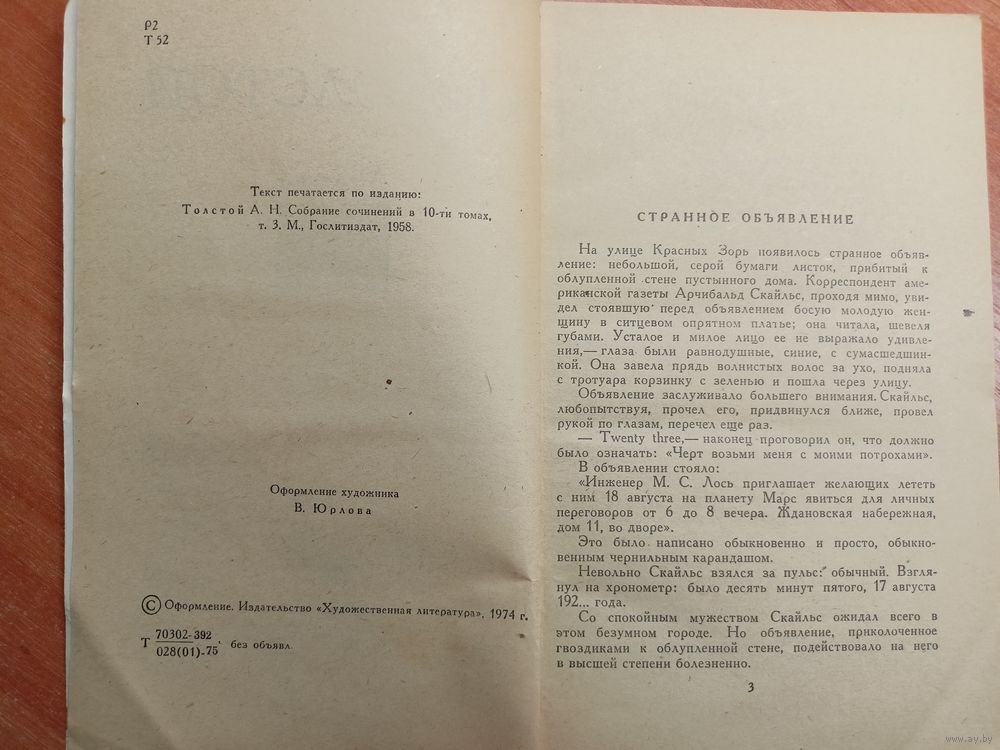 Р2
Т 52
Текст печатается по изданию:
Толстой А. Н. Собрание сочинений в 10-ти томах,
т. 3. М., Гослитиздат, 1958.
Оформление художника
В. Юрлова
© Оформление. Издательство «Художественная литература», 1974 г.
Т 70302-392 без объявл.
028(01)-75
СТРАННОЕ ОБЪЯВЛЕНИЕ
На улице Красных Зорь появилось странное объяв-
ление: небольшой, серой бумаги листок, прибитый к
облупленной стене пустынного дома. Корреспондент аме-
риканской газеты Арчибальд Скайльс, проходя мимо, уви-
дел стоявшую перед объявлением босую молодую жен-
щину в ситцевом опрятном платье; она читала, шевеля
губами. Усталое и милое лицо ее не выражало удивле-
ния,— глаза были равнодушные, синие, с сумасшедшин-
кой. Она завела прядь волнистых волос за ухо, подняла
с тротуара корзинку с зеленью и пошла через улицу.
Объявление заслуживало большего внимания. Скайльс,
любопытствуя, прочел его, придвинулся ближе, провел
рукой по глазам, перечел еще раз.
— Twenty three,— наконец проговорил он, что должно
было означать: «Черт возьми меня с моими потрохами».
В объявлении стояло:
«Инженер М. С. Лось приглашает желающих лететь
с ним 18 августа на планету Марс явиться для личных
переговоров от 6 до 8 вечера. Ждановская набережная,
дом 11, во дворе».
Это было написано обыкновенно и просто, обыкно-
венным чернильным карандашом.
Невольно Скайльс взялся за пульс: обычный. Взгля-
нул на хронометр: было десять минут пятого, 17 августа
192... года.
Со спокойным мужеством Скайльс ожидал всего в
этом безумном городе. Но объявление, приколоченное
гвоздиками к облупленной стене, подействовало на него
в высшей степени болезненно.
3
www.ay.by